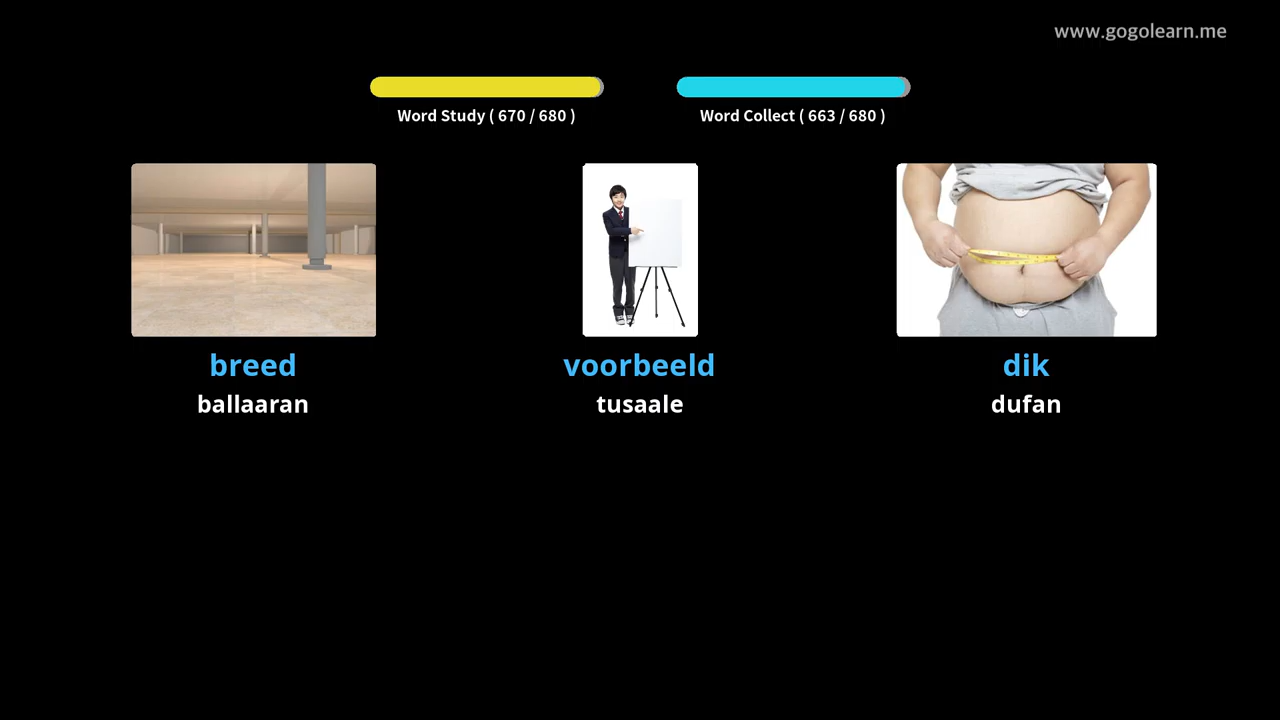 www.gogolearn.me
Word Study ( 670 / 680 )
Word Collect ( 663 / 680 )
breed
voorbeeld
dik
ballaaran
tusaale
dufan